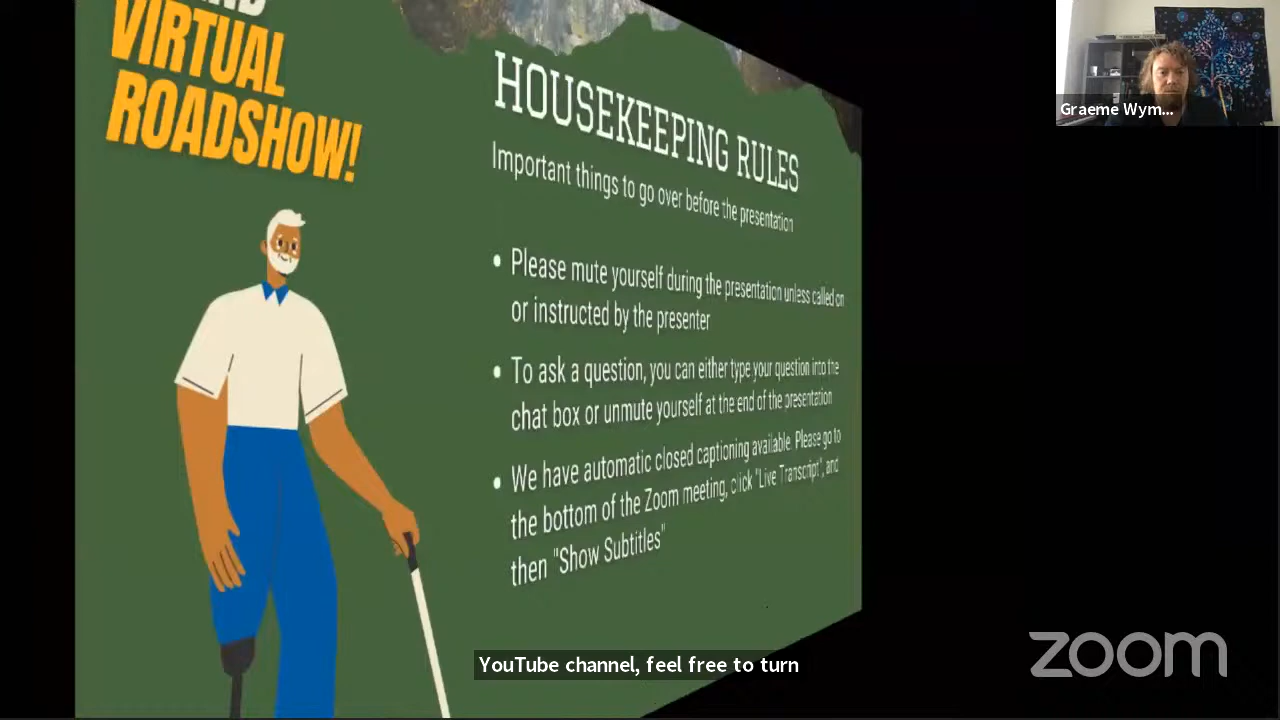 VIRTUAL
ROADSHOW!
HOUSEKEEPING RULES
Important things to go over before the presentation
• Please mute yourself during the presentation unless called on
or instructed by the presenter
• To ask a question, you can either type your question into the
chat box or unmute yourself at the end of the presentation
• We have automatic closed captioning available. Please go to
the bottom of the Zoom meeting, click "Live Transcript", and
then "Show Subtitles"
YouTube channel, feel free to turn
Graeme Wym...
zoom